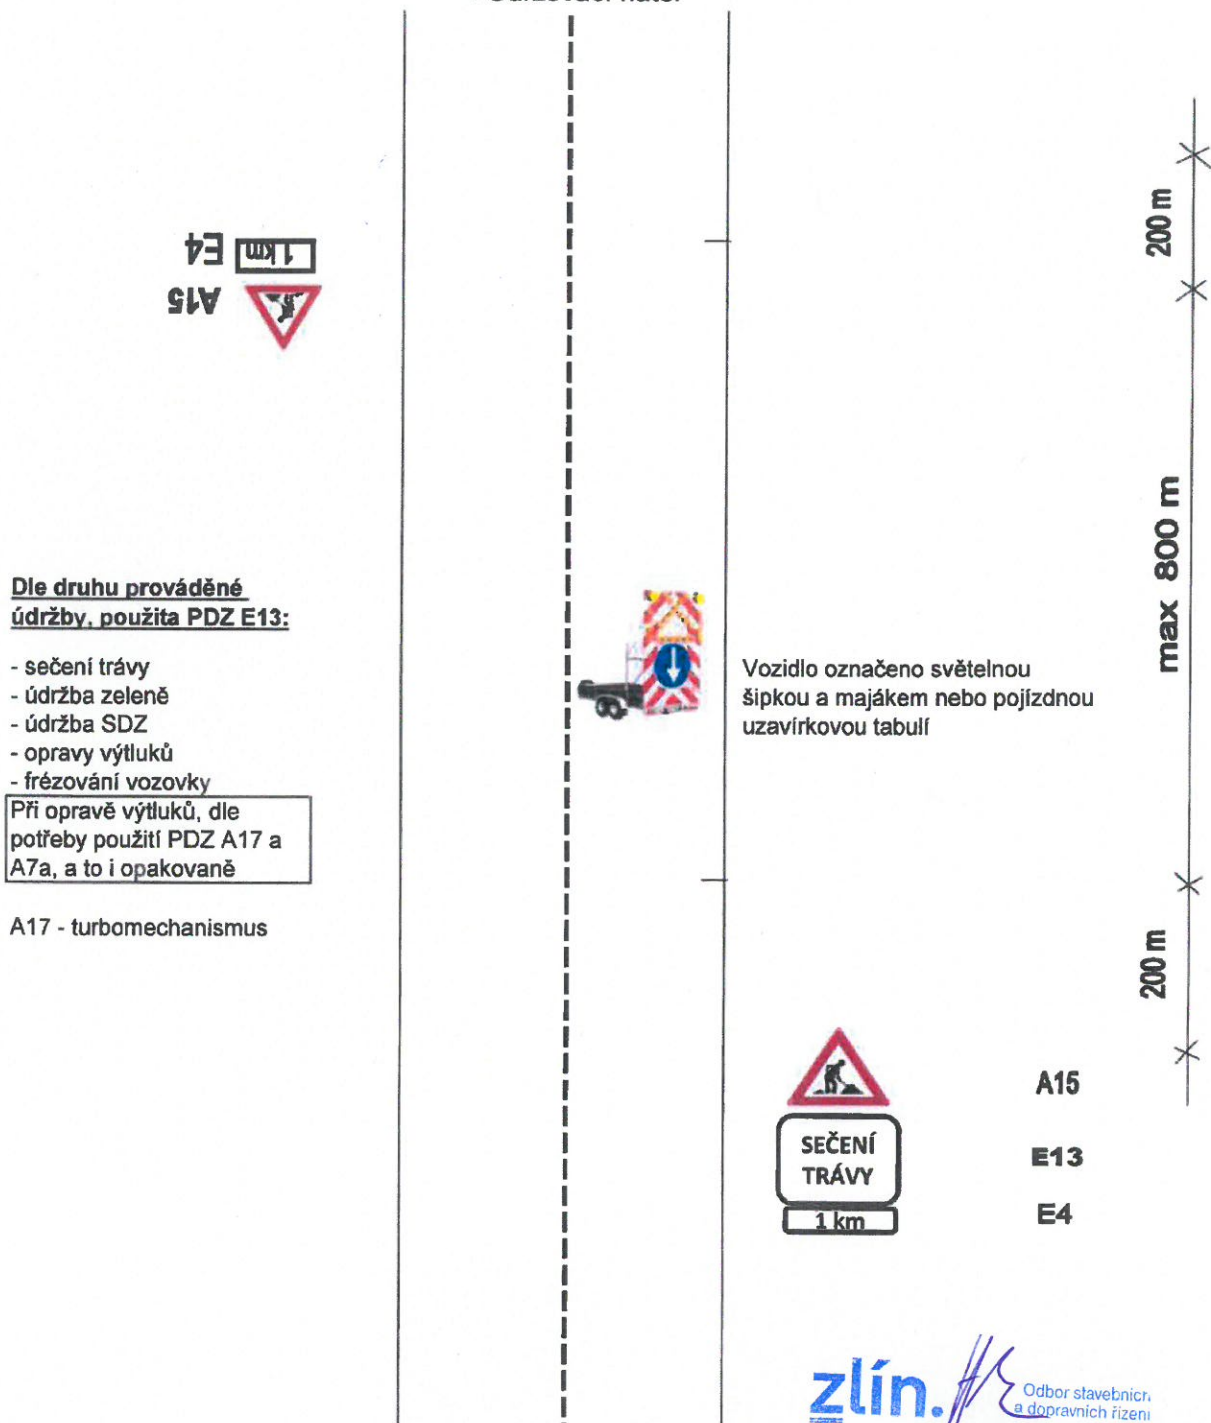 200 m
E4 1 km
A15
max 800 m
Dle druhu prováděné
údržby, použita PDZ E13:
- sečení trávy
- údržba zeleně
- údržba SDZ
- opravy výtluků
- frézování vozovky
Při opravě výtluků, dle
potřeby použití PDZ A17 a
A7a, a to i opakovaně
A17 - turbomechanismus
Vozidlo označeno světelnou
šipkou a majákem nebo pojízdnou
uzavírkovou tabulí
200 m
A15
SEČENÍ
TRÁVY
E13
1 km
E4
zlín.
Odbor stavebních
a dopravních řízení